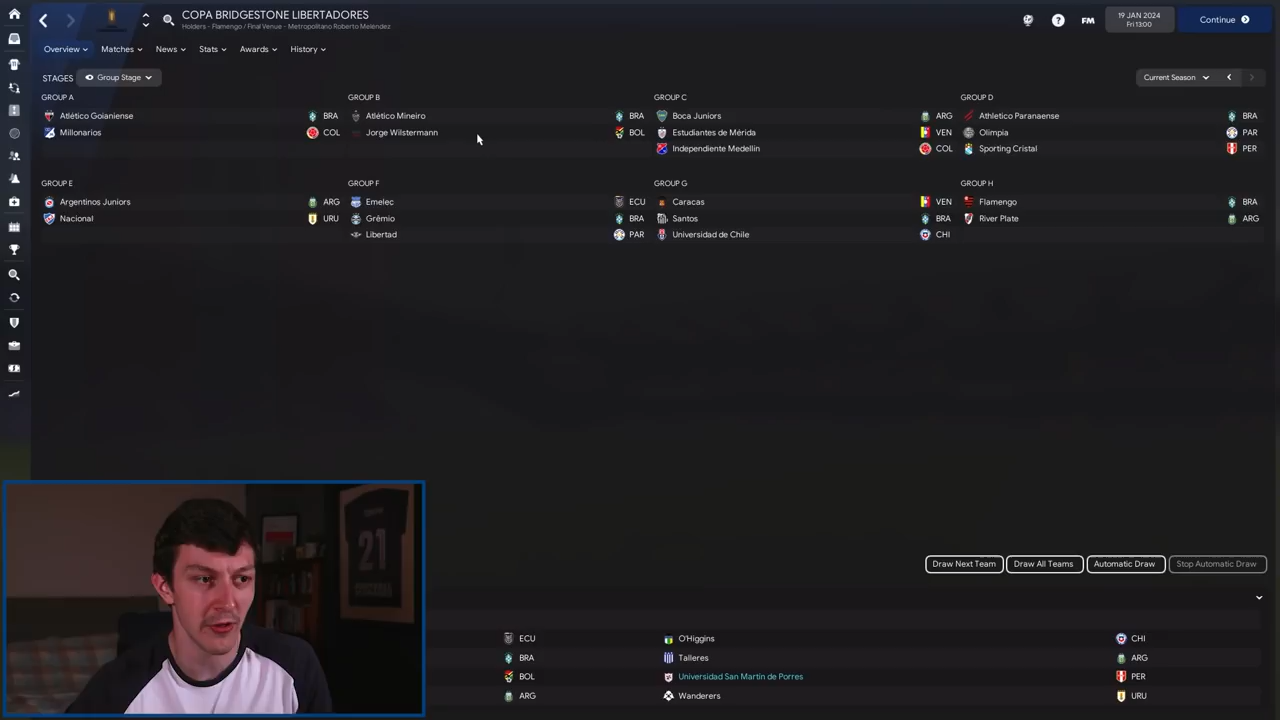 COPA BRIDGESTONE LIBERTADORES
Holders - Flamengo / Final Venue - Metropolitano Roberto Meléndez
FM
19 JAN 2024
Fri 13:00
Continue
Overview
Matches
News
Stats
Awards
History
STAGES
Group Stage
Current Season
GROUP A
Atlético Goianiense BRA
Millonarios COL
GROUP B
Atlético Mineiro BRA
Jorge Wilstermann BOL
GROUP C
Boca Juniors ARG
Estudiantes de Mérida VEN
Independiente Medellín COL
GROUP D
Athletico Paranaense BRA
Olimpia PAR
Sporting Cristal PER
GROUP E
Argentinos Juniors ARG
Nacional URU
GROUP F
Emelec ECU
Grêmio BRA
Libertad PAR
GROUP G
Caracas VEN
Santos BRA
Universidad de Chile CHI
GROUP H
Flamengo BRA
River Plate ARG
Draw Next Team
Draw All Teams
Automatic Draw
Stop Automatic Draw
ECU O'Higgins CHI
BRA Talleres ARG
BOL Universidad San Martín de Porres PER
ARG Wanderers URU
21